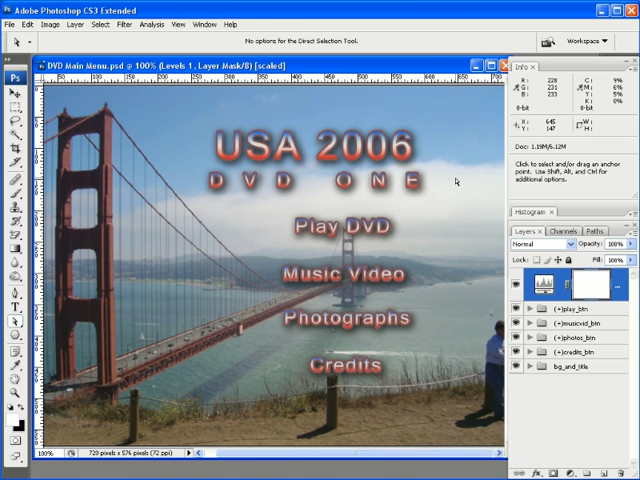 Adobe Photoshop CS3 Extended
File Edit Image Layer Select Filter Analysis View Window Help
No options for the Direct Selection Tool.
Workspace
DVD Main Menu.psd @ 100% (Levels 1, Layer Mask/8) [scaled]
USA 2006
DVD ONE
Play DVD
Music Video
Photographs
Credits
100%
720 pixels x 576 pixels (72 ppi)
Info
R: 228
G: 231
B: 233
8-bit
C: 9%
M: 6%
Y: 5%
K: 0%
8-bit
X: 645
Y: 147
W:
H:
Doc: 1.19M/6.12M
Click to select and/or drag an anchor
point. Use Shift, Alt, and Ctrl for
additional options.
Histogram
Layers Channels Paths
Normal Opacity: 100%
Lock: Fill: 100%
(+)play_btn
(+)musicvid_btn
(+)photos_btn
(+)credits_btn
bg_and_title